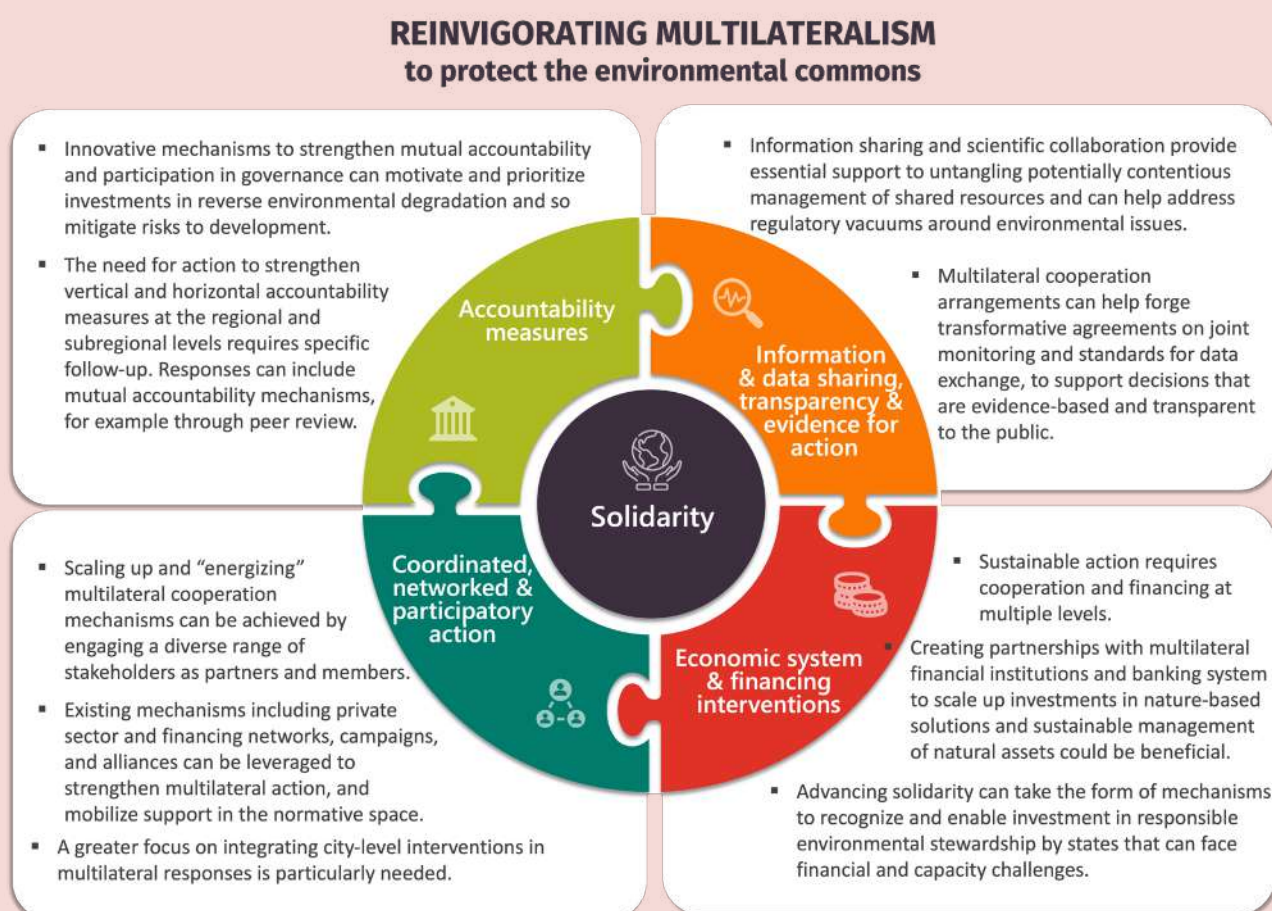 REINVIGORATING MULTILATERALISM
to protect the environmental commons
▪ Innovative mechanisms to strengthen mutual accountability
and participation in governance can motivate and prioritize
investments in reverse environmental degradation and so
mitigate risks to development.
▪ The need for action to strengthen
vertical and horizontal accountability
measures at the regional and
subregional levels requires specific
follow-up. Responses can include
mutual accountability mechanisms,
for example through peer review.
▪ Information sharing and scientific collaboration provide
essential support to untangling potentially contentious
management of shared resources and can help address
regulatory vacuums around environmental issues.
▪ Multilateral cooperation
arrangements can help forge
transformative agreements on joint
monitoring and standards for data
exchange, to support decisions that
are evidence-based and transparent
to the public.
Accountability
measures
Information
& data sharing,
transparency &
evidence for
action
Solidarity
Coordinated,
networked &
participatory
action
Economic system
& financing
interventions
▪ Scaling up and “energizing”
multilateral cooperation
mechanisms can be achieved by
engaging a diverse range of
stakeholders as partners and members.
▪ Existing mechanisms including private
sector and financing networks, campaigns,
and alliances can be leveraged to
strengthen multilateral action, and
mobilize support in the normative space.
▪ A greater focus on integrating city-level interventions in
multilateral responses is particularly needed.
▪ Sustainable action requires
cooperation and financing at
multiple levels.
▪ Creating partnerships with multilateral
financial institutions and banking system
to scale up investments in nature-based
solutions and sustainable management
of natural assets could be beneficial.
▪ Advancing solidarity can take the form of mechanisms
to recognize and enable investment in responsible
environmental stewardship by states that can face
financial and capacity challenges.